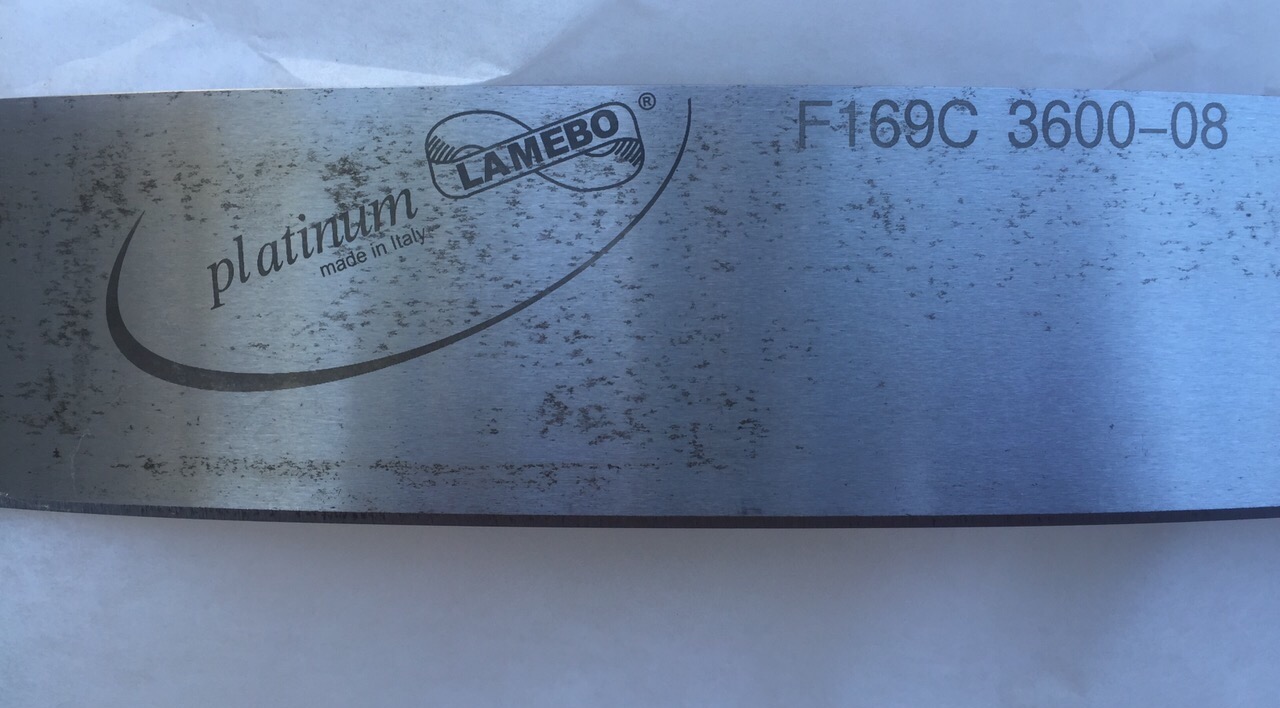 LAMEBO®
platinum
made in Italy
F169C 3600-08